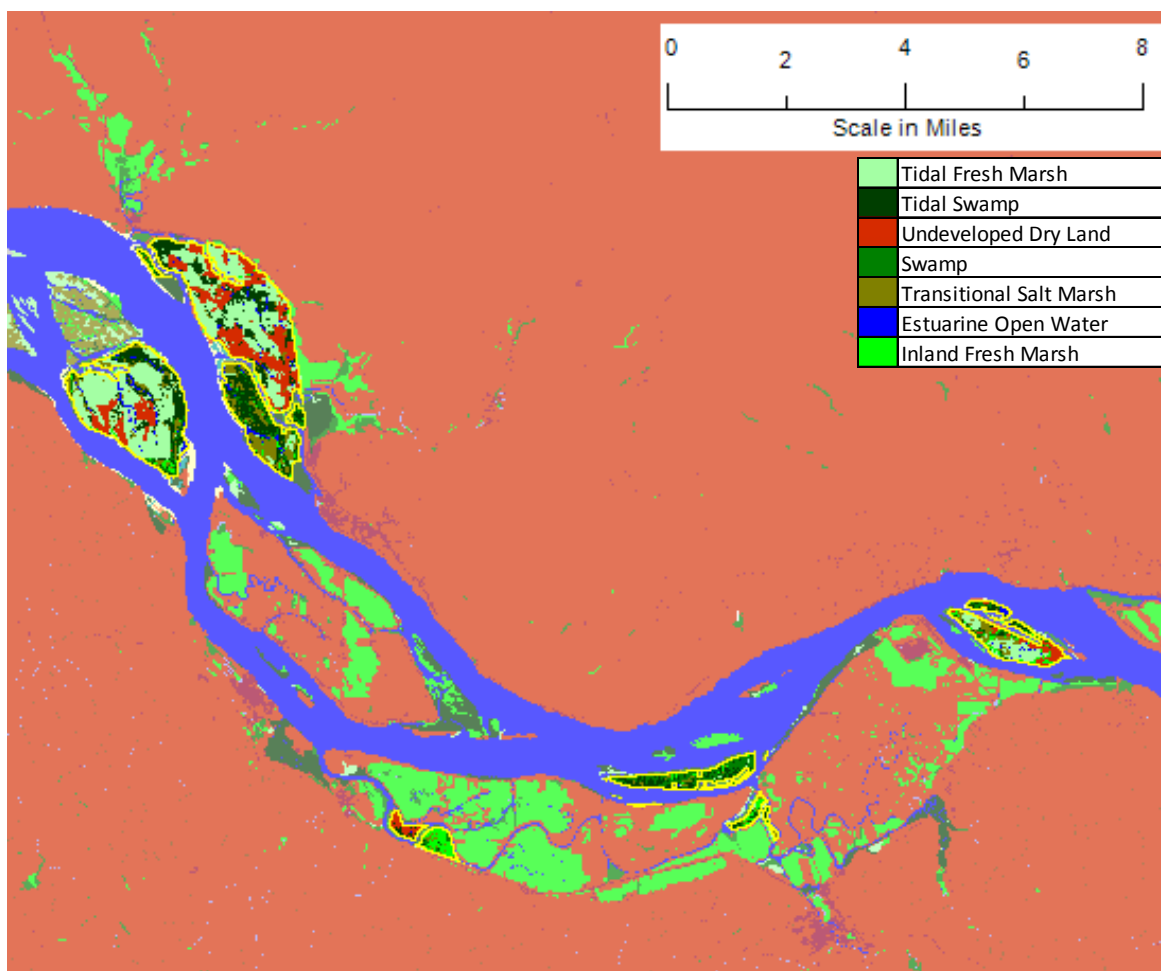 0 2 4 6 8
Scale in Miles
Tidal Fresh Marsh
Tidal Swamp
Undeveloped Dry Land
Swamp
Transitional Salt Marsh
Estuarine Open Water
Inland Fresh Marsh